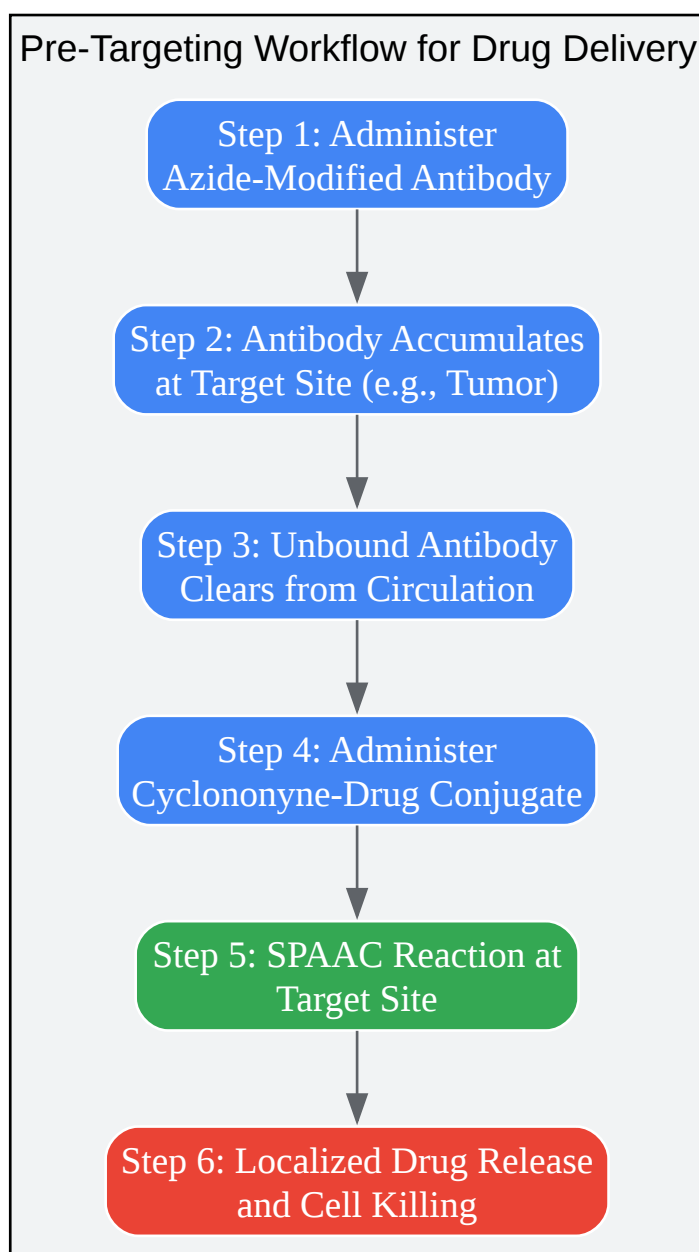 Pre-Targeting Workflow for Drug Delivery
Step 1: Administer
Azide-Modified Antibody
Step 2: Antibody Accumulates
at Target Site (e.g., Tumor)
Step 3: Unbound Antibody
Clears from Circulation
Step 4: Administer
Cyclononyne-Drug Conjugate
Step 5: SPAAC Reaction at
Target Site
Step 6: Localized Drug Release
and Cell Killing